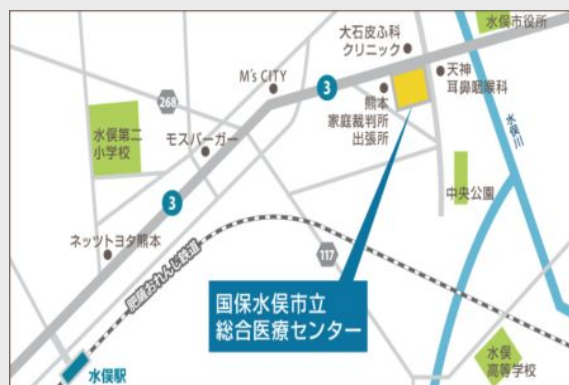 大石皮ふ科
クリニック
水俣市役所
天神
耳鼻咽喉科
M's CITY
3
熊本
家庭裁判所
出張所
268
水俣第二
小学校
モスバーガー
水俣川
中央公園
3
ネッツトヨタ熊本
肥薩おれんじ鉄道
117
国保水俣市立
総合医療センター
水俣駅
水俣
高等学校